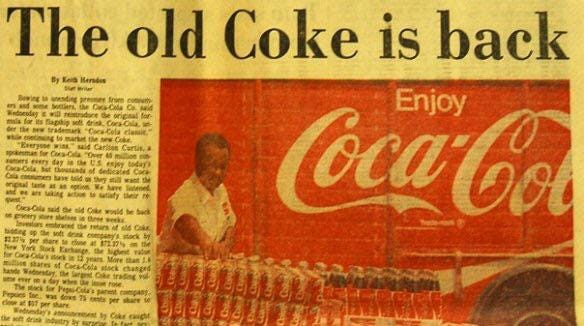 The old Coke is back
By Keith Herndon
Staff Writer
Bowing to unending pressure from consum-
ers and some bottlers, the Coca-Cola Co. said
Wednesday it will reintroduce the original for-
mula for its flagship soft drink, Coca-Cola, un-
der the new trademark "Coca-Cola classic,"
while continuing to market the new Coke.
"Everyone wins," said Carlton Curtis, a
spokesman for Coca-Cola. "Over 40 million con-
sumers every day in the U.S. enjoy today's
Coca-Cola, but thousands of dedicated Coca-
Cola consumers have told us they still want the
original taste as an option. We have listened,
and we are taking action to satisfy their re-
quest."
Coca-Cola said the old Coke would be back
on grocery store shelves in three weeks.
Investors embraced the return of old Coke,
bidding up the soft drink company's stock by
$2.37½ per share to close at $72.37½ on the
New York Stock Exchange, the highest value
for Coca-Cola's stock in 12 years. More than
million shares of Coca-Cola stock changed
hands Wednesday, the largest Coke trading vol-
ume ever on a day when the issue rose.
The stock for Pepsi-Cola's parent company,
Pepsico Inc., was down 75 cents per share to
close at $57 per share.
Wednesday's announcement by Coke caught
the soft drink industry by surprise. In fact,
Enjoy
Coca-Col